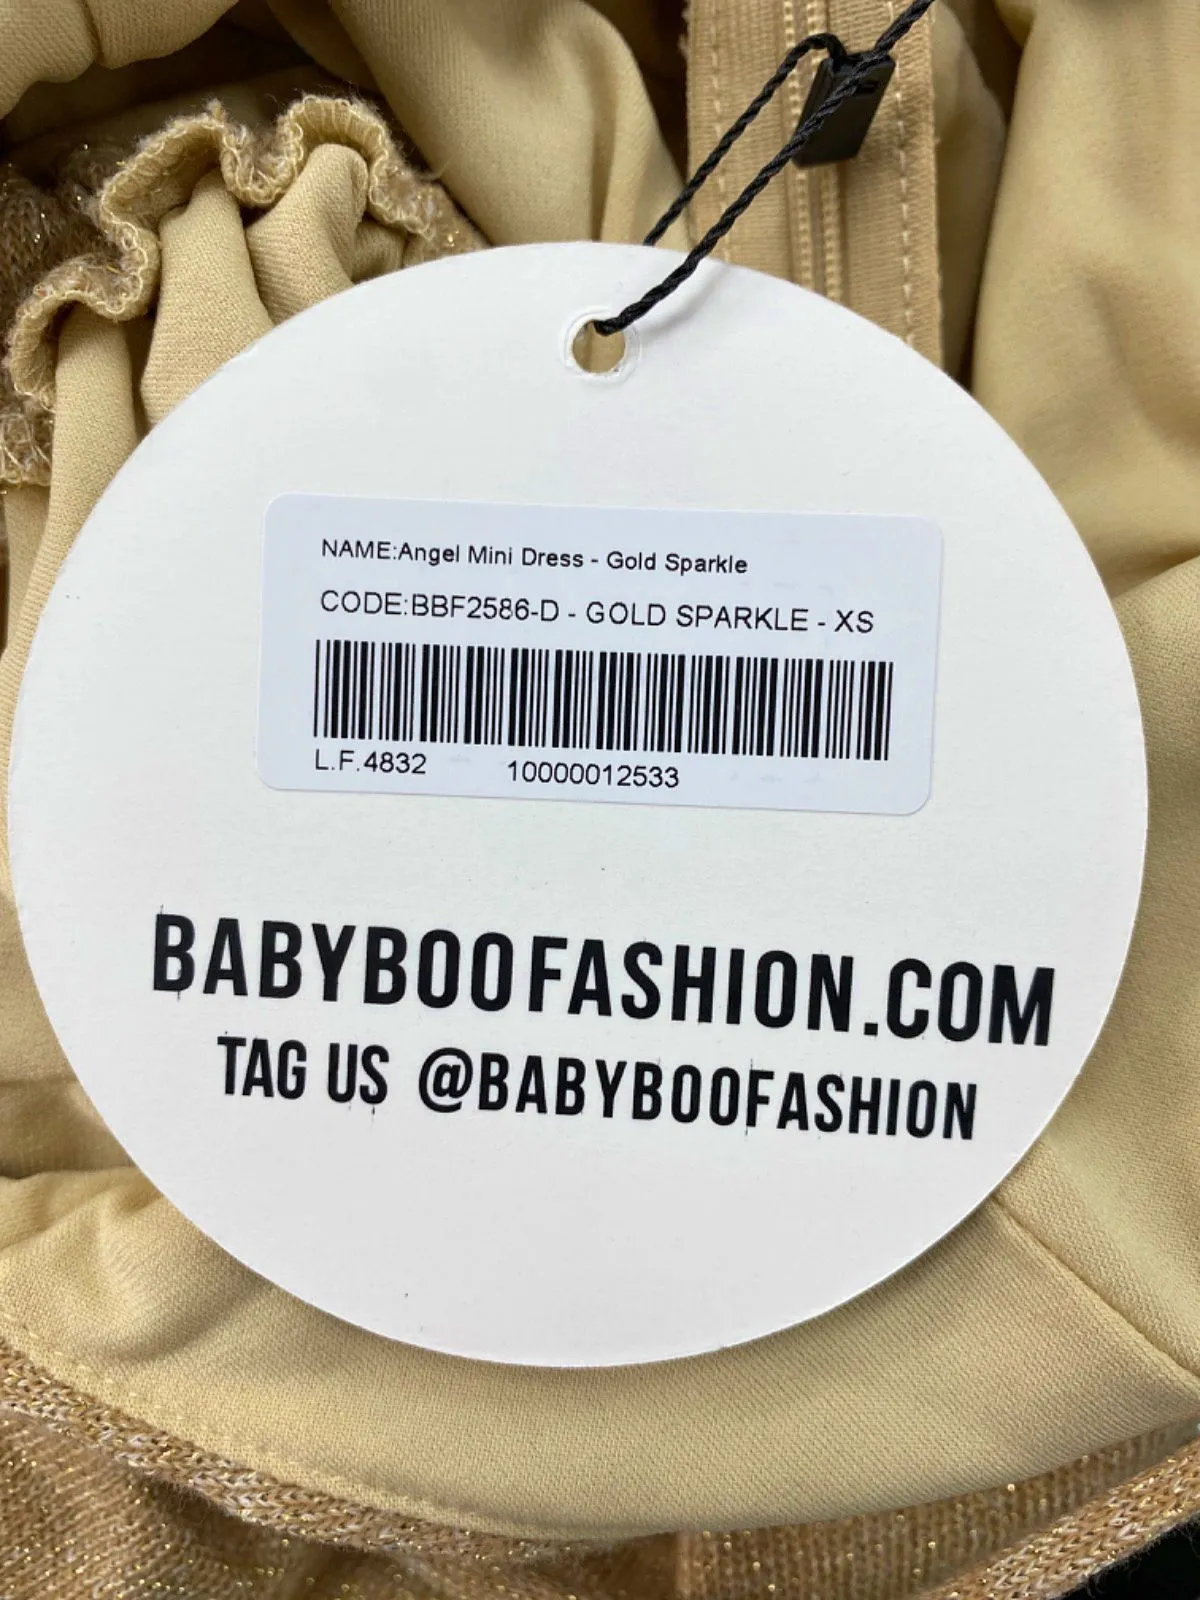 NAME:Angel Mini Dress - Gold Sparkle
CODE:BBF2586-D - GOLD SPARKLE - XS
L.F.4832 10000012533
BABYBOOFASHION.COM
TAG US @BABYBOOFASHION